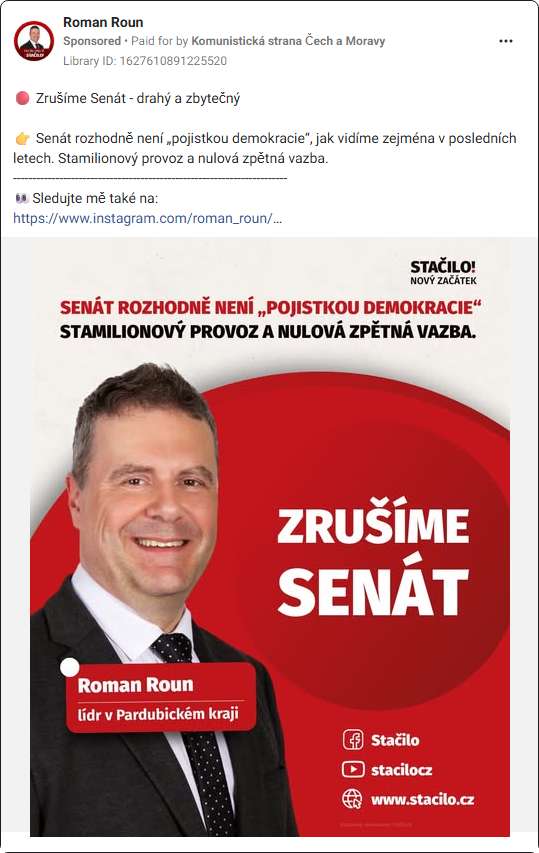 Roman Roun
Sponsored • Paid for by Komunistická strana Čech a Moravy
Library ID: 1627610891225520
🔴 Zrušíme Senát - drahý a zbytečný
👉 Senát rozhodně není „pojistkou demokracie“, jak vidíme zejména v posledních
letech. Stamilionový provoz a nulová zpětná vazba.
----------------------------------------------------------------------
👀 Sledujte mě také na:
https://www.instagram.com/roman_roun/...
STAČILO!
NOVÝ ZAČÁTEK
SENÁT ROZHODNĚ NENÍ „POJISTKOU DEMOKRACIE“
STAMILIONOVÝ PROVOZ A NULOVÁ ZPĚTNÁ VAZBA.
ZRUŠÍME
SENÁT
Roman Roun
lídr v Pardubickém kraji
Stačilo
stacilocz
www.stacilo.cz